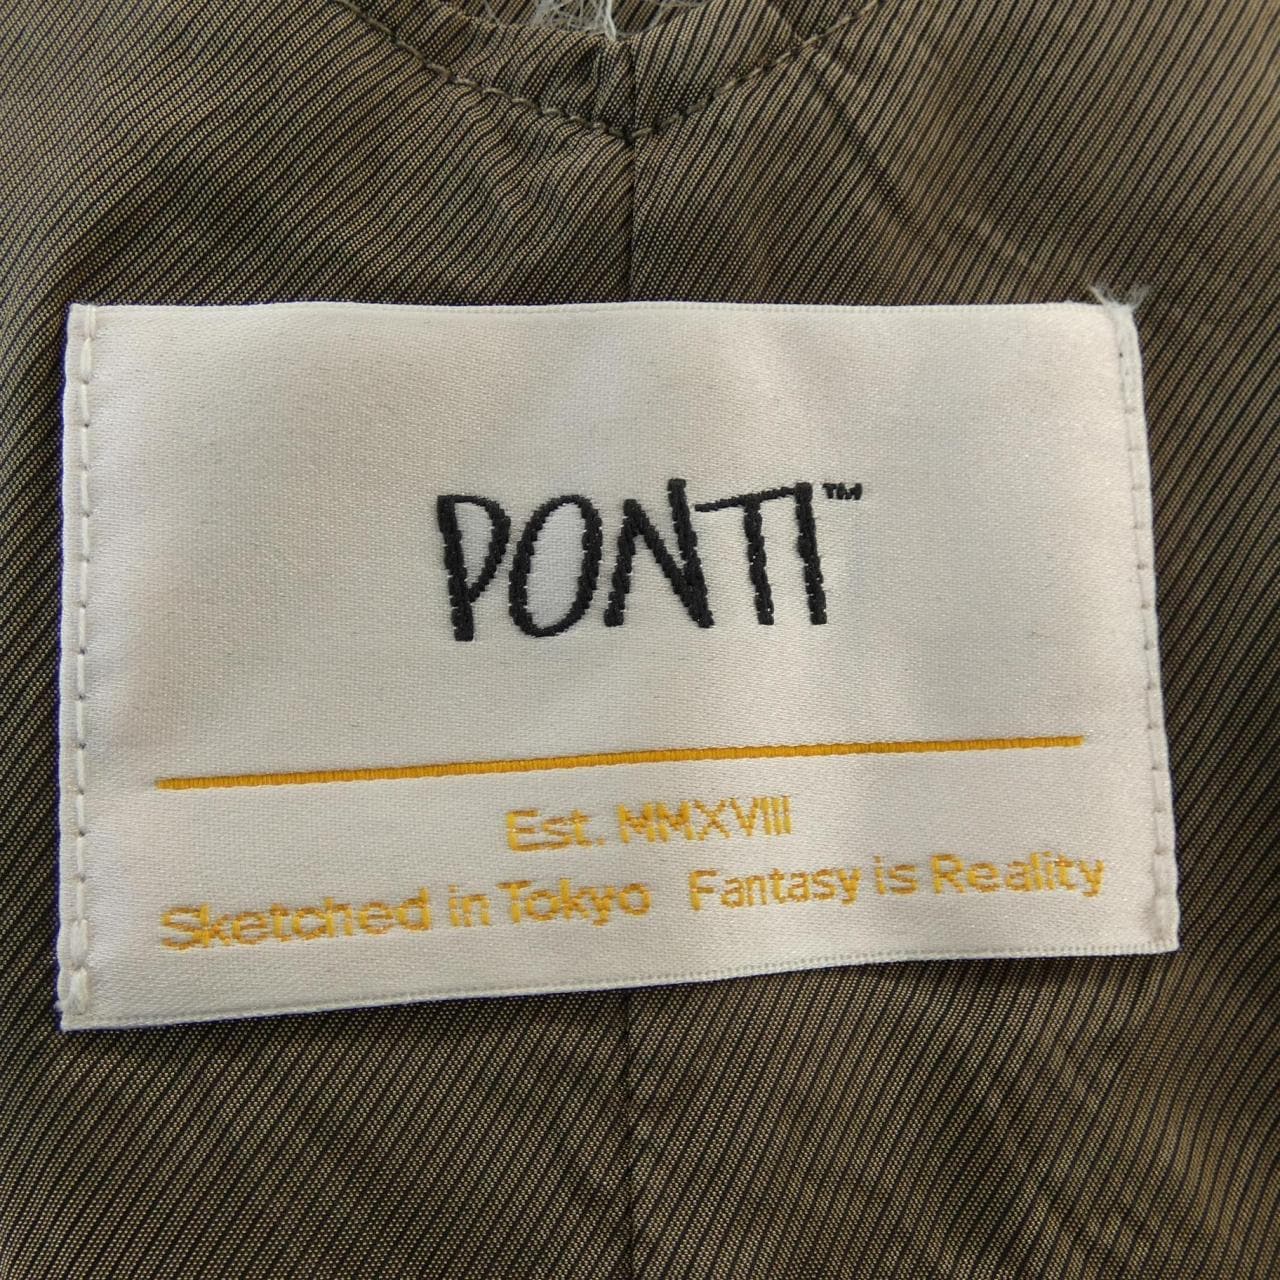 PONTI™
Est. MMXVIII
Sketched in Tokyo Fantasy is Reality